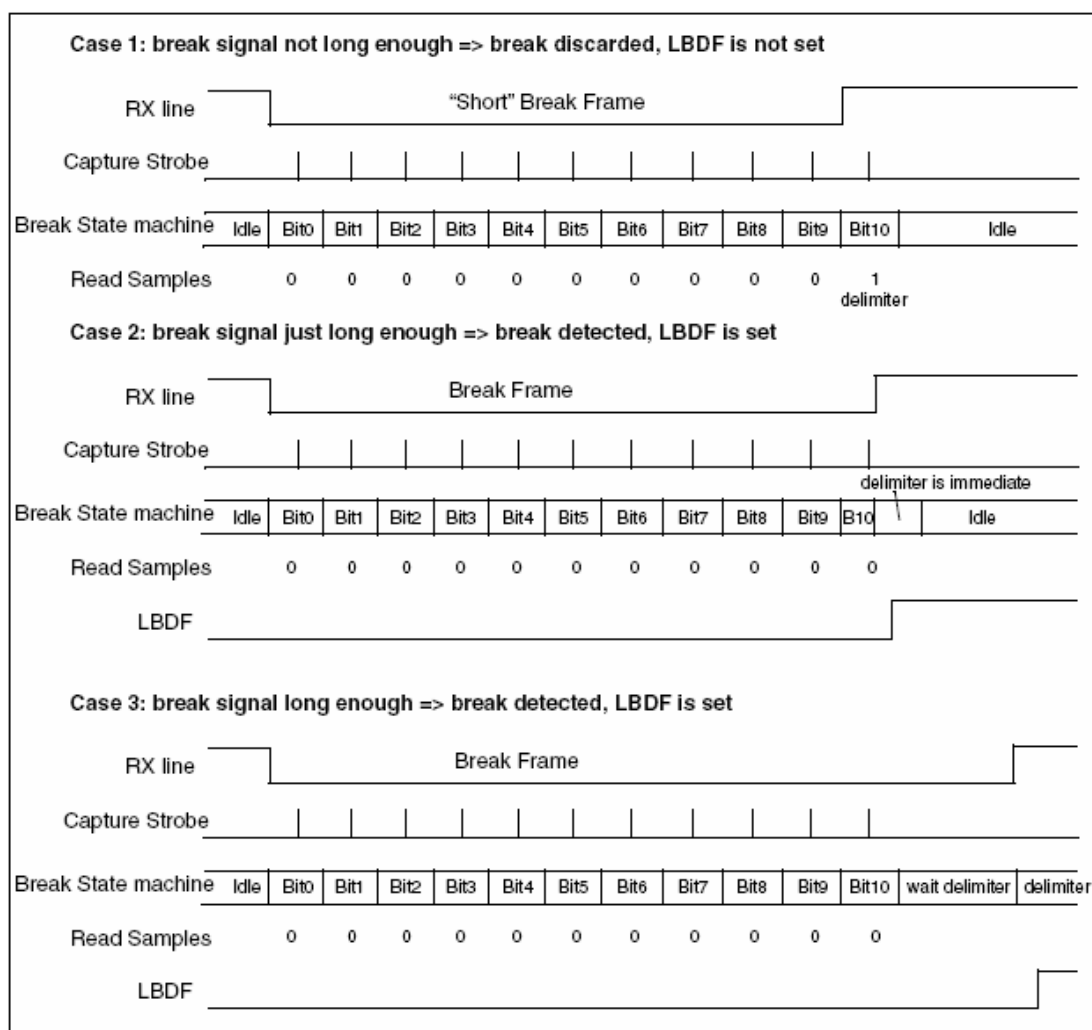 Case 1: break signal not long enough => break discarded, LBDF is not set
RX line
“Short” Break Frame
Capture Strobe
Break State machine Idle Bit0 Bit1 Bit2 Bit3 Bit4 Bit5 Bit6 Bit7 Bit8 Bit9 Bit10 Idle
Read Samples 0 0 0 0 0 0 0 0 0 0 1
delimiter
Case 2: break signal just long enough => break detected, LBDF is set
RX line
Break Frame
Capture Strobe
delimiter is immediate
Break State machine Idle Bit0 Bit1 Bit2 Bit3 Bit4 Bit5 Bit6 Bit7 Bit8 Bit9 B10 Idle
Read Samples 0 0 0 0 0 0 0 0 0 0 0
LBDF
Case 3: break signal long enough => break detected, LBDF is set
RX line
Break Frame
Capture Strobe
Break State machine Idle Bit0 Bit1 Bit2 Bit3 Bit4 Bit5 Bit6 Bit7 Bit8 Bit9 Bit10 wait delimiter delimiter
Read Samples 0 0 0 0 0 0 0 0 0 0 0
LBDF